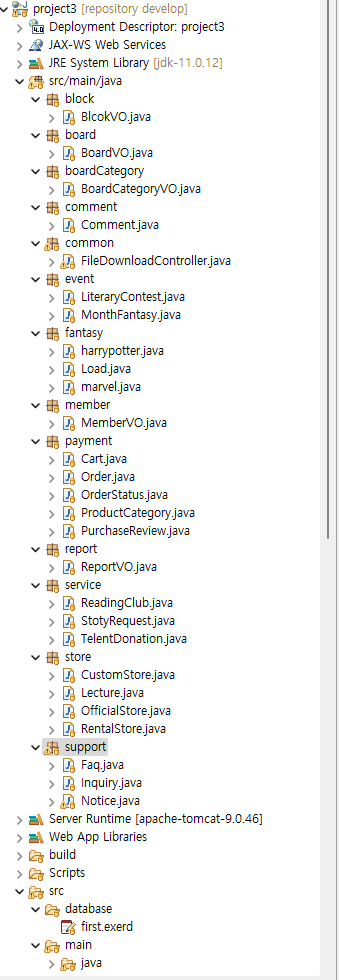 project3 [repository develop]
Deployment Descriptor: project3
JAX-WS Web Services
JRE System Library [jdk-11.0.12]
src/main/java
block
BlcokVO.java
board
BoardVO.java
boardCategory
BoardCategoryVO.java
comment
Comment.java
common
FileDownloadController.java
event
LiteraryContest.java
MonthFantasy.java
fantasy
harrypotter.java
Load.java
marvel.java
member
MemberVO.java
payment
Cart.java
Order.java
OrderStatus.java
ProductCategory.java
PurchaseReview.java
report
ReportVO.java
service
ReadingClub.java
StotyRequest.java
TelentDonation.java
store
CustomStore.java
Lecture.java
OfficialStore.java
RentalStore.java
support
Faq.java
Inquiry.java
Notice.java
Server Runtime [apache-tomcat-9.0.46]
Web App Libraries
build
Scripts
src
database
first.exerd
main
java